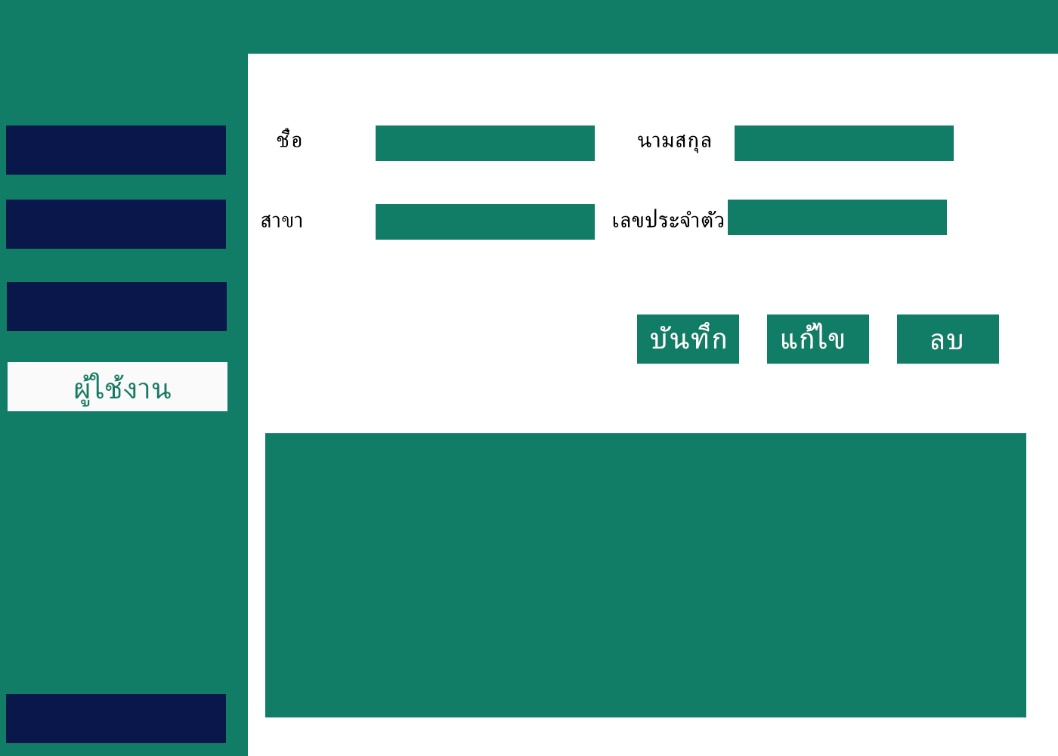 ชื่อ
นามสกุล
สาขา
เลขประจำตัว
บันทึก
แก้ไข
ลบ
ผู้ใช้งาน